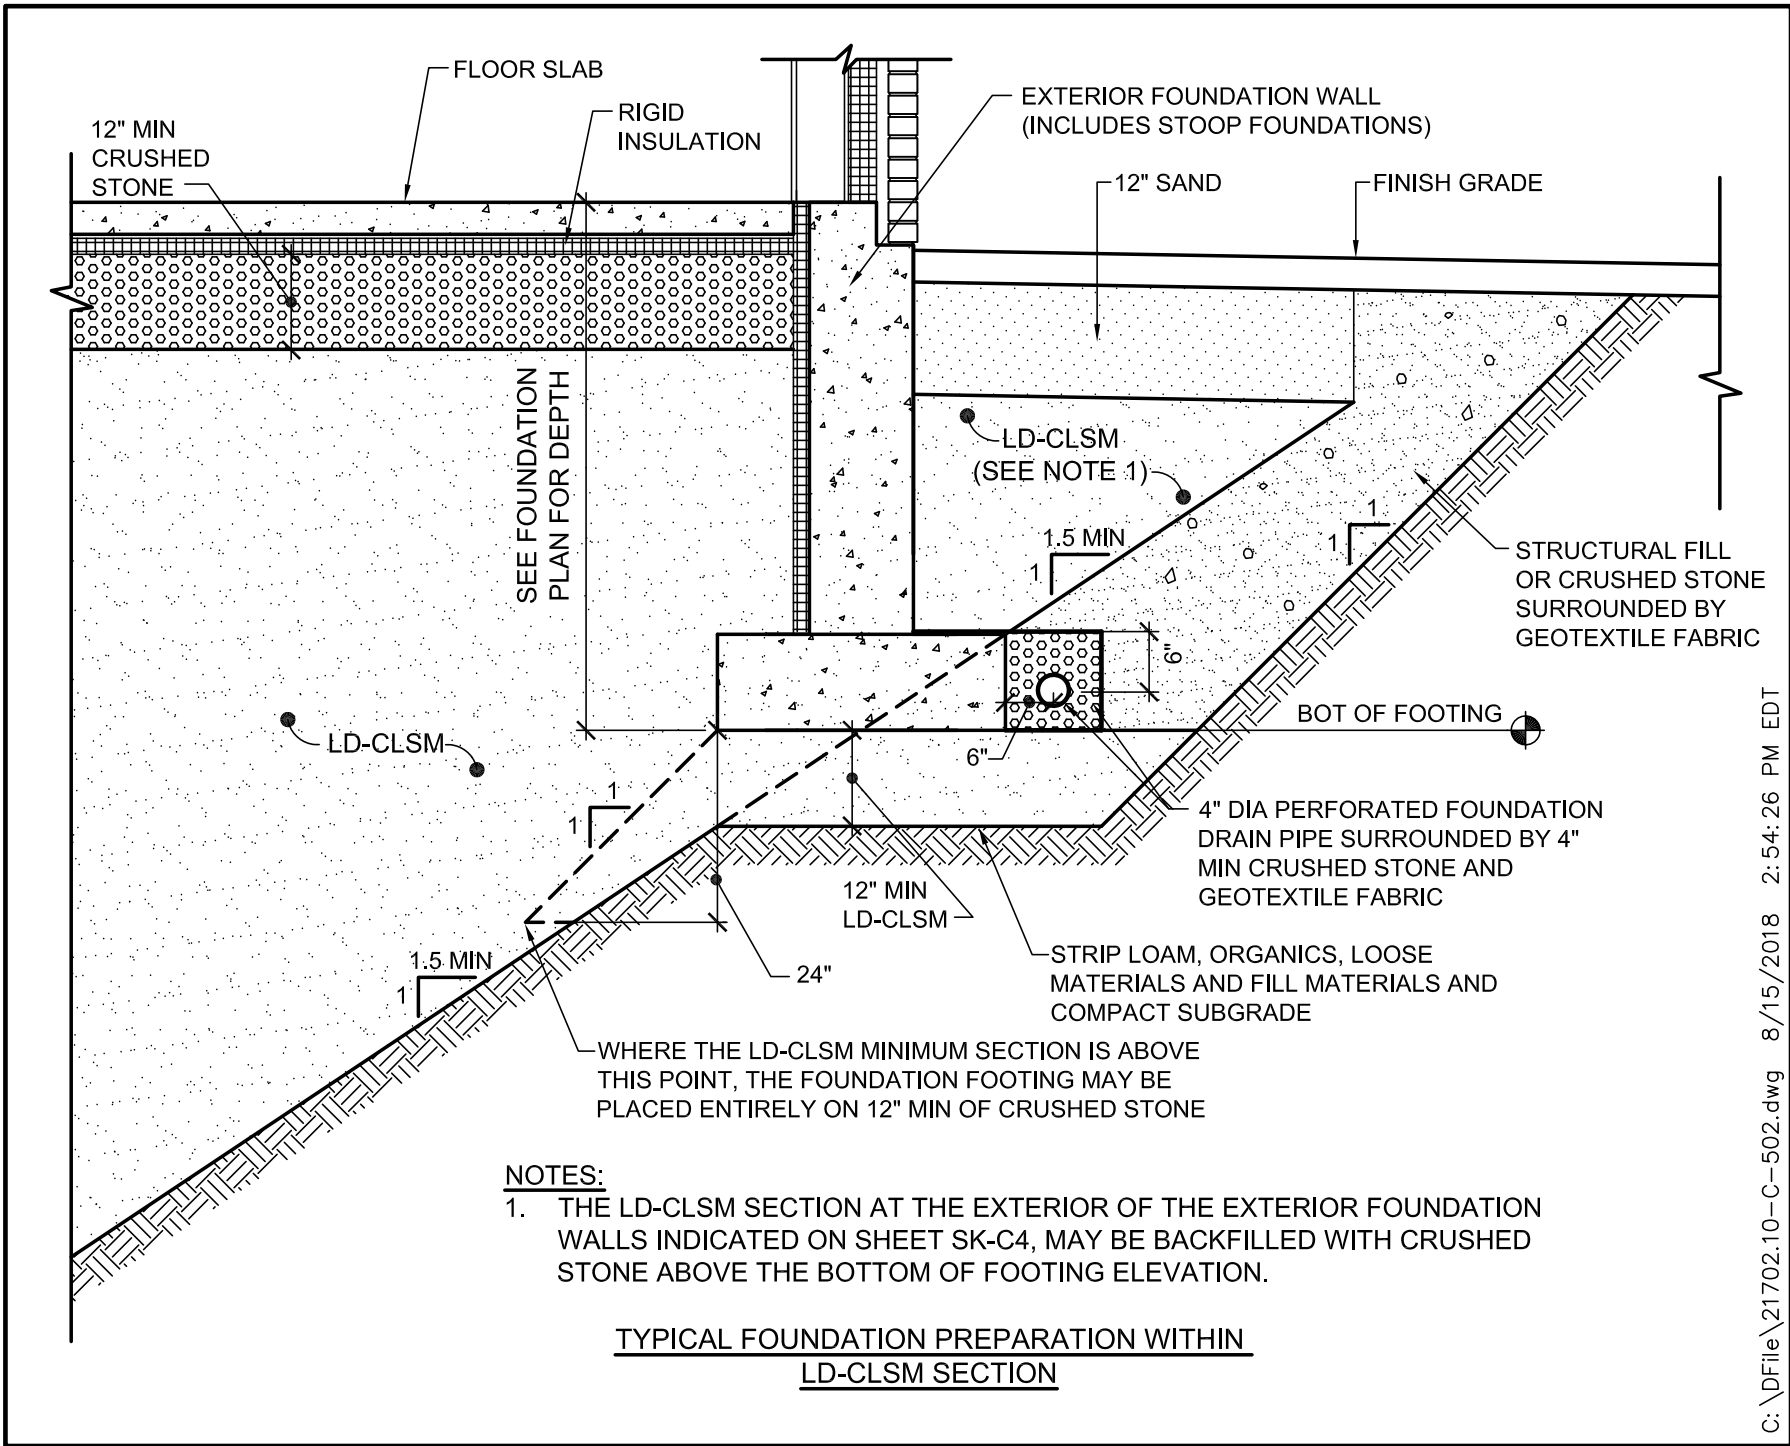 FLOOR SLAB
RIGID
INSULATION
12" MIN
CRUSHED
STONE
EXTERIOR FOUNDATION WALL
(INCLUDES STOOP FOUNDATIONS)
12" SAND
FINISH GRADE
SEE FOUNDATION
PLAN FOR DEPTH
LD-CLSM
(SEE NOTE 1)
1.5 MIN
1
1
1
STRUCTURAL FILL
OR CRUSHED STONE
SURROUNDED BY
GEOTEXTILE FABRIC
6"
BOT OF FOOTING
6"
LD-CLSM
1
1
4" DIA PERFORATED FOUNDATION
DRAIN PIPE SURROUNDED BY 4"
MIN CRUSHED STONE AND
GEOTEXTILE FABRIC
12" MIN
LD-CLSM
1.5 MIN
1
24"
STRIP LOAM, ORGANICS, LOOSE
MATERIALS AND FILL MATERIALS AND
COMPACT SUBGRADE
WHERE THE LD-CLSM MINIMUM SECTION IS ABOVE
THIS POINT, THE FOUNDATION FOOTING MAY BE
PLACED ENTIRELY ON 12" MIN OF CRUSHED STONE
NOTES:
1. THE LD-CLSM SECTION AT THE EXTERIOR OF THE EXTERIOR FOUNDATION
WALLS INDICATED ON SHEET SK-C4, MAY BE BACKFILLED WITH CRUSHED
STONE ABOVE THE BOTTOM OF FOOTING ELEVATION.
TYPICAL FOUNDATION PREPARATION WITHIN
LD-CLSM SECTION
C:\DFile\21702.10-C-502.dwg 8/15/2018 2:54:26 PM EDT